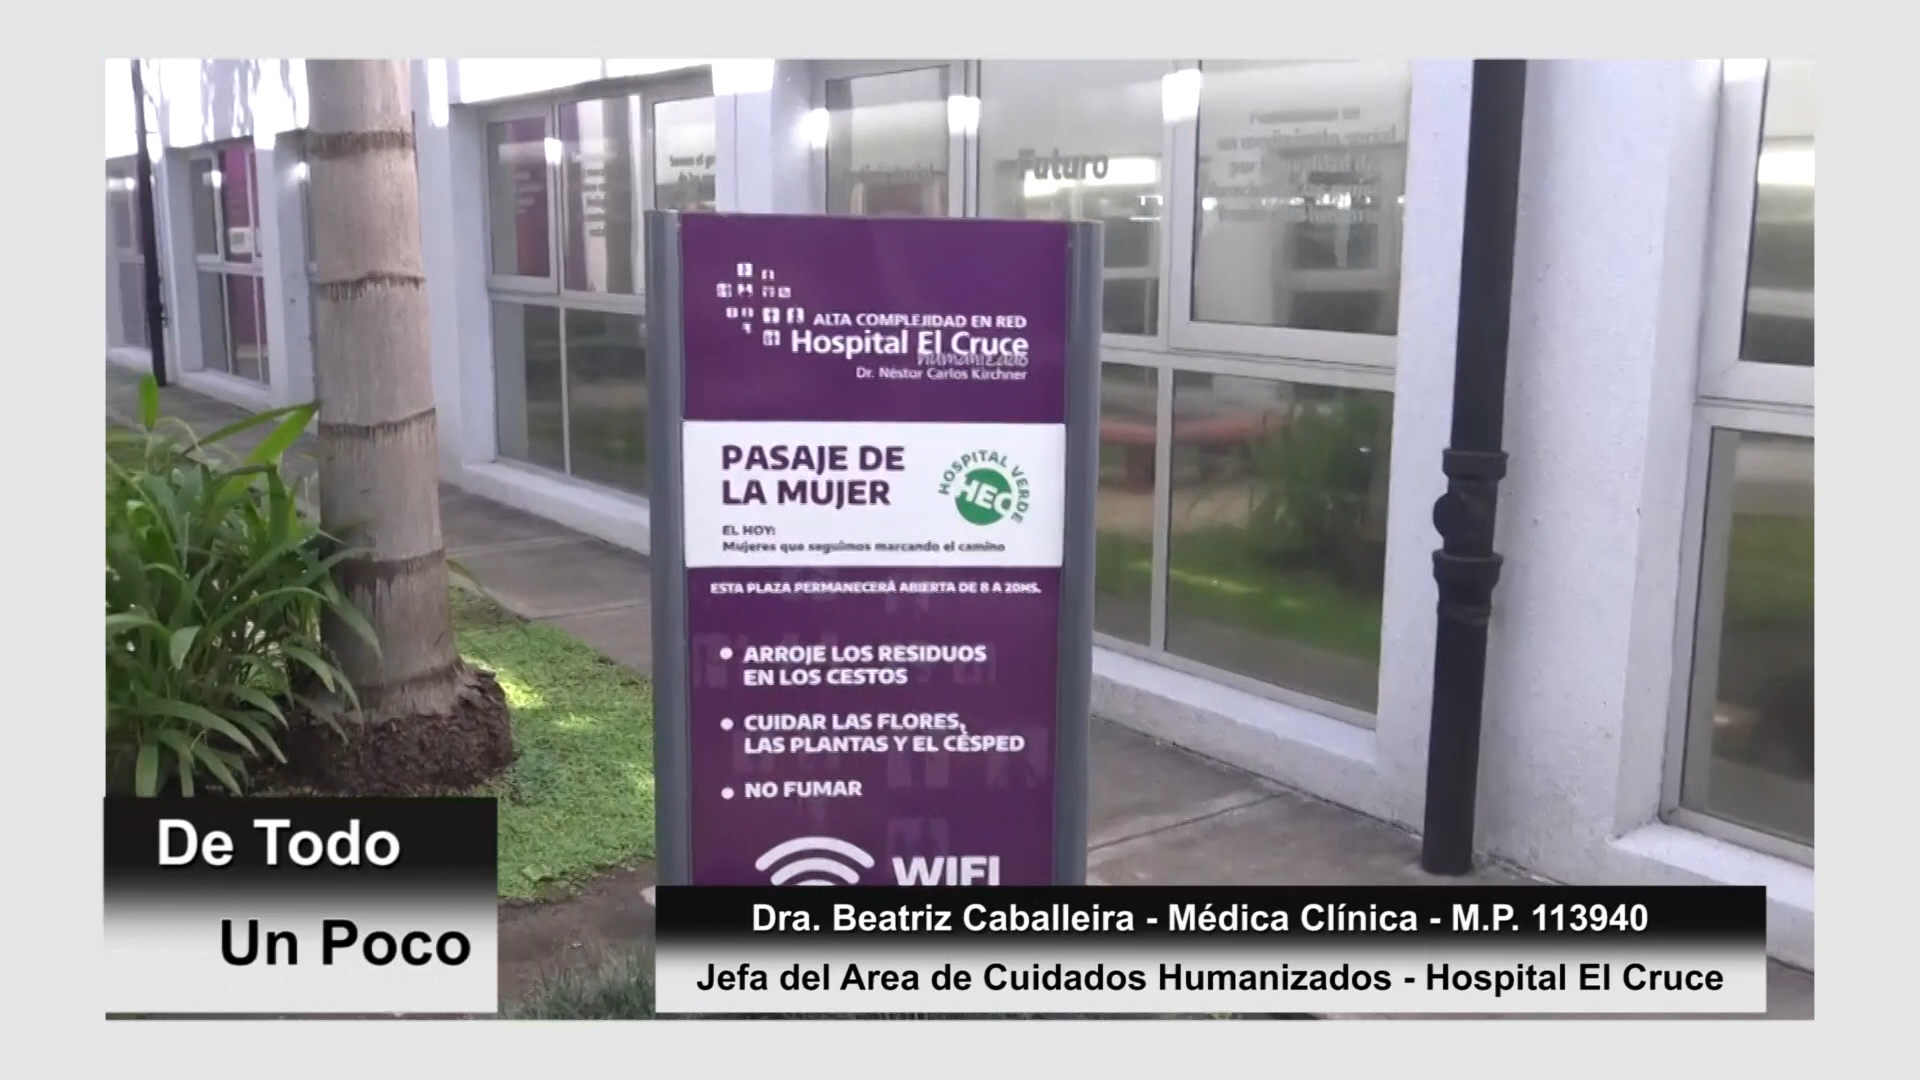 Futuro
ALTA COMPLEJIDAD EN RED
Hospital El Cruce
humanizado
Dr. Néstor Carlos Kirchner
PASAJE DE
LA MUJER
HOSPITAL VERDE
HEC
EL HOY:
Mujeres que seguimos marcando el camino
ESTA PLAZA PERMANECERÁ ABIERTA DE 8 A 20HS.
• ARROJE LOS RESIDUOS
EN LOS CESTOS
• CUIDAR LAS FLORES,
LAS PLANTAS Y EL CÉSPED
• NO FUMAR
WIFI
De Todo
Un Poco
Dra. Beatriz Caballeira - Médica Clínica - M.P. 113940
Jefa del Area de Cuidados Humanizados - Hospital El Cruce